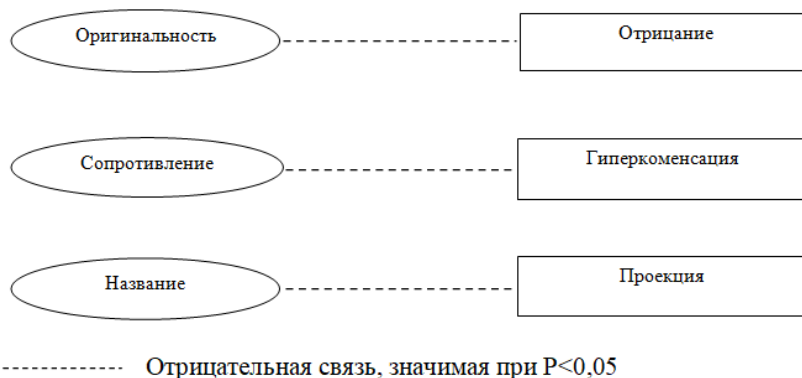 Оригинальность Отрицание
Сопротивление Гиперкоменсация
Название Проекция
Отрицательная связь, значимая при P<0,05